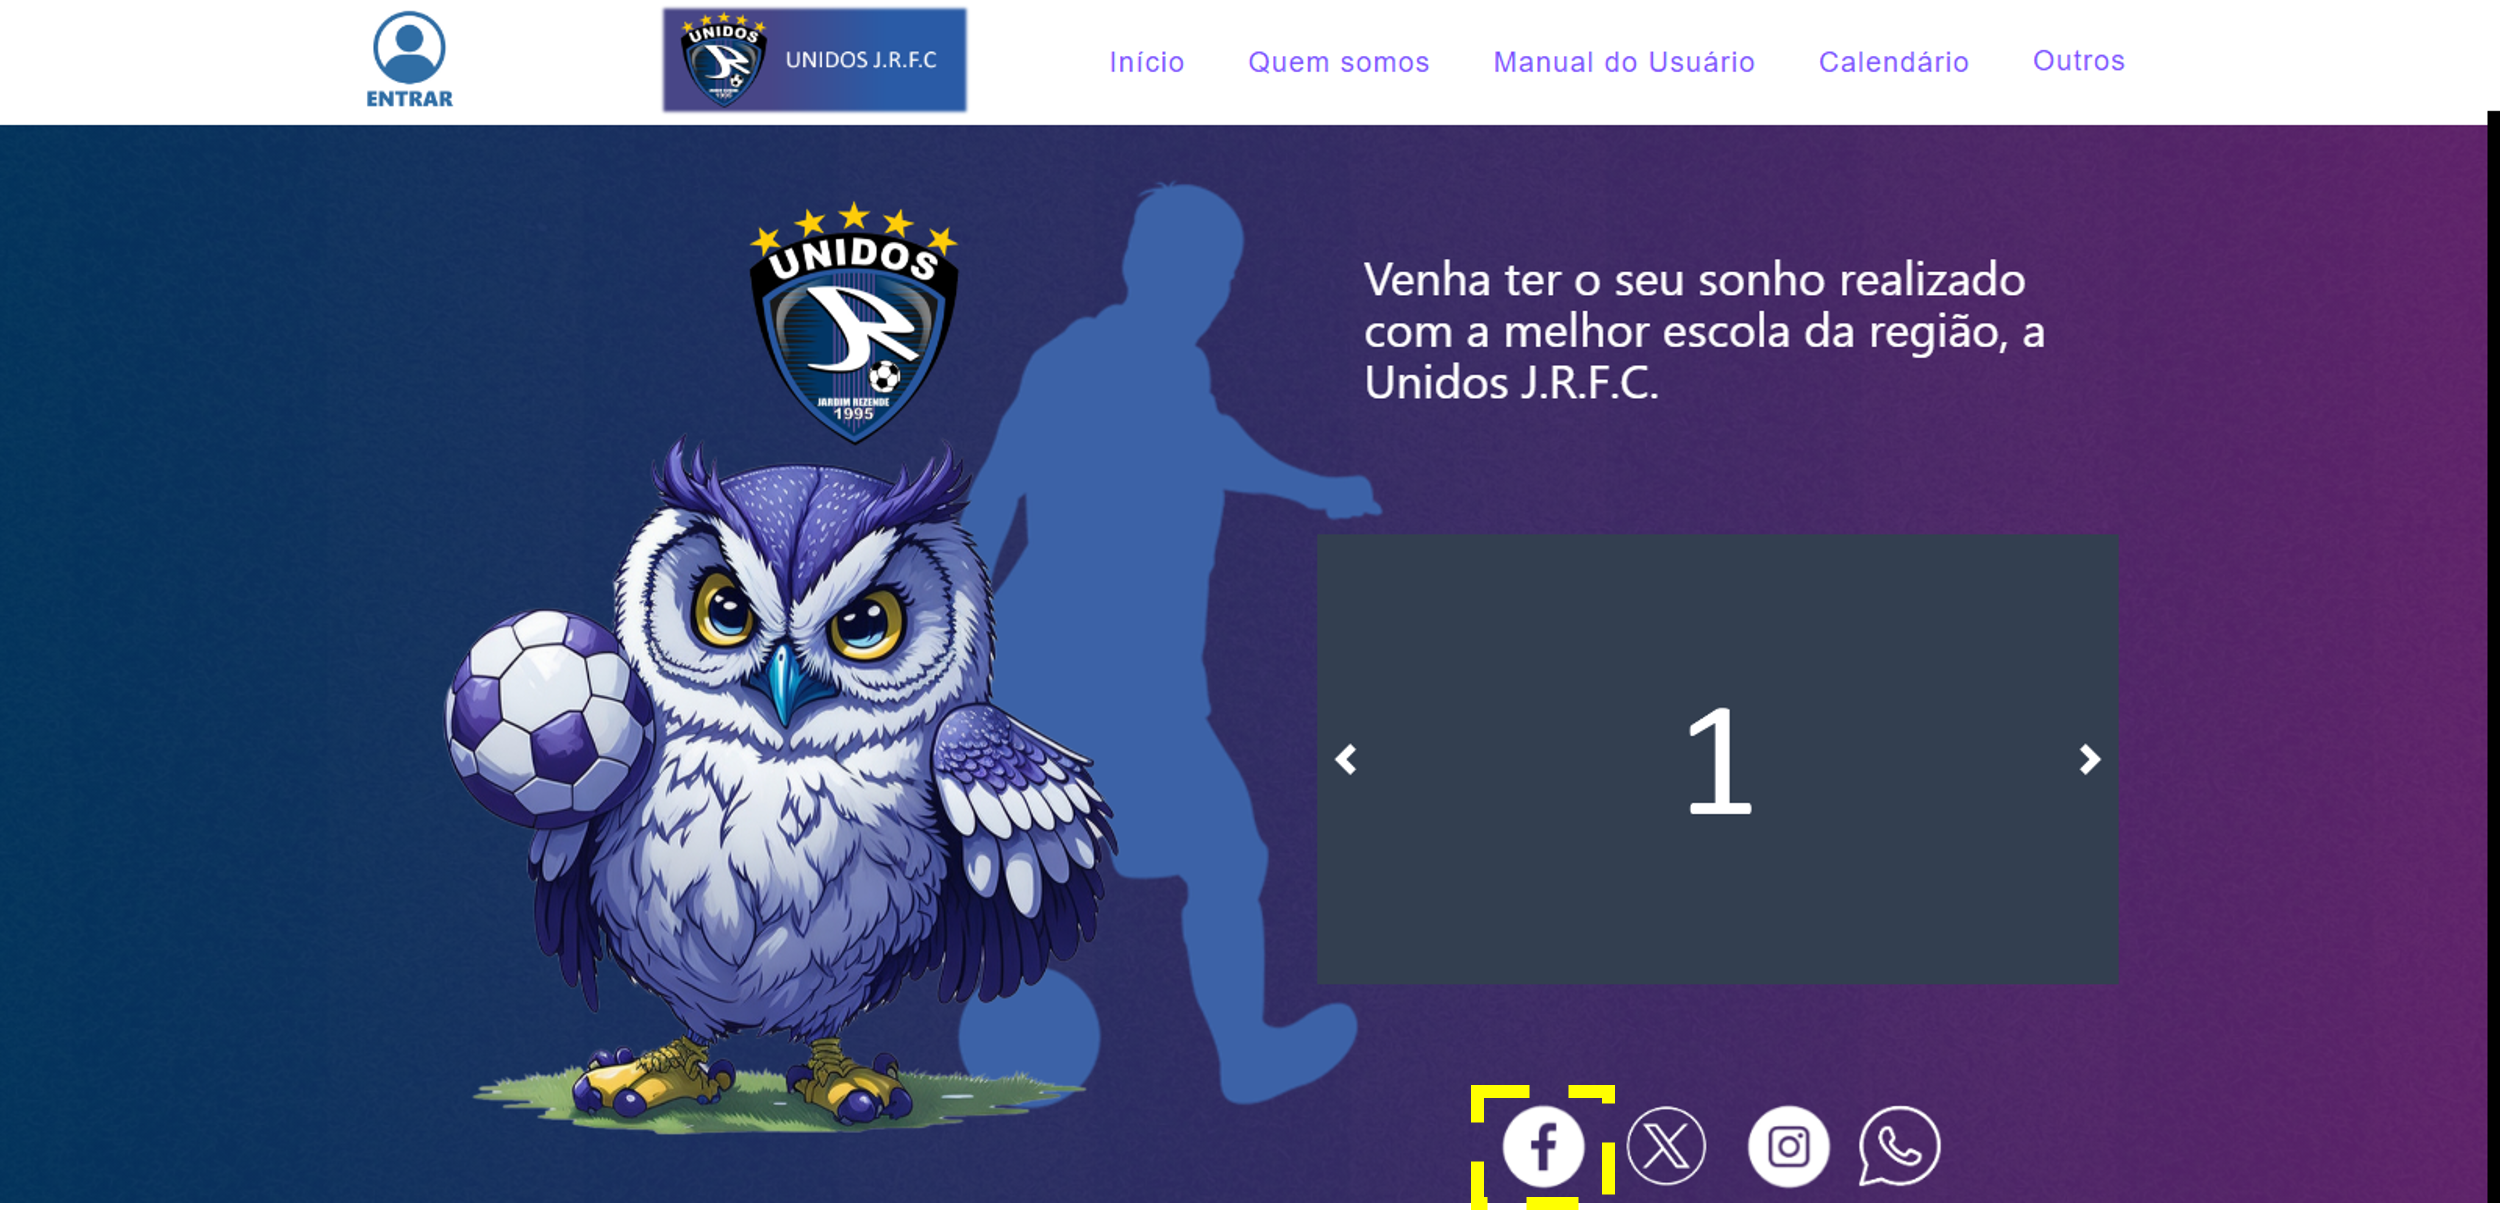 ENTRAR
UNIDOS
1995
UNIDOS J.R.F.C
Início
Quem somos
Manual do Usuário
Calendário
Outros
UNIDOS
JARDIM REZENDE
1995
Venha ter o seu sonho realizado
com a melhor escola da região, a
Unidos J.R.F.C.
1